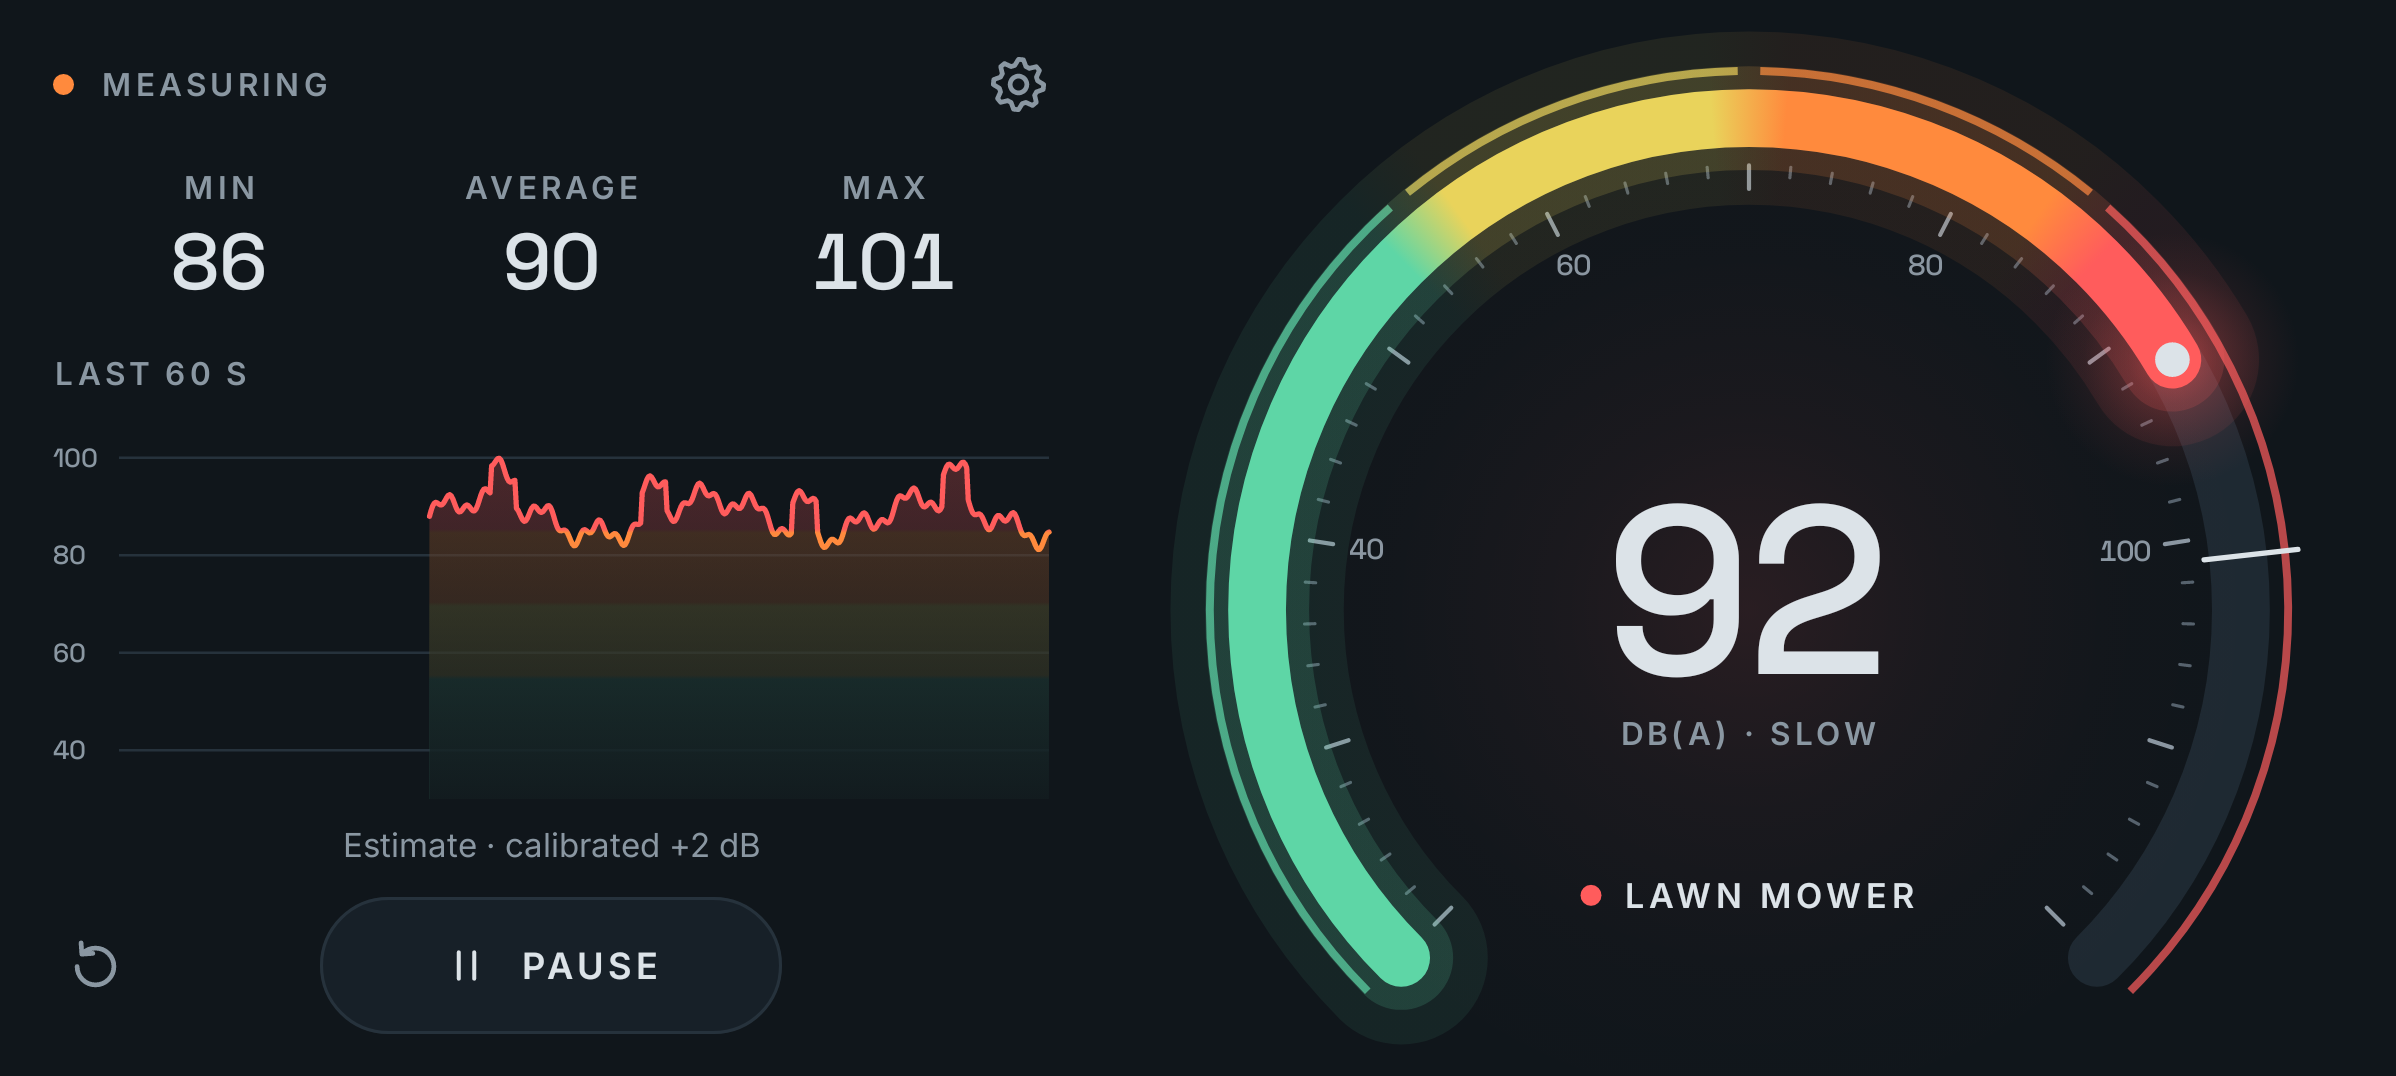 MEASURING
MIN AVERAGE MAX
86 90 101
LAST 60 S
100
80
60
40
Estimate · calibrated +2 dB
PAUSE
60 80
40 100
92
DB(A) · SLOW
LAWN MOWER